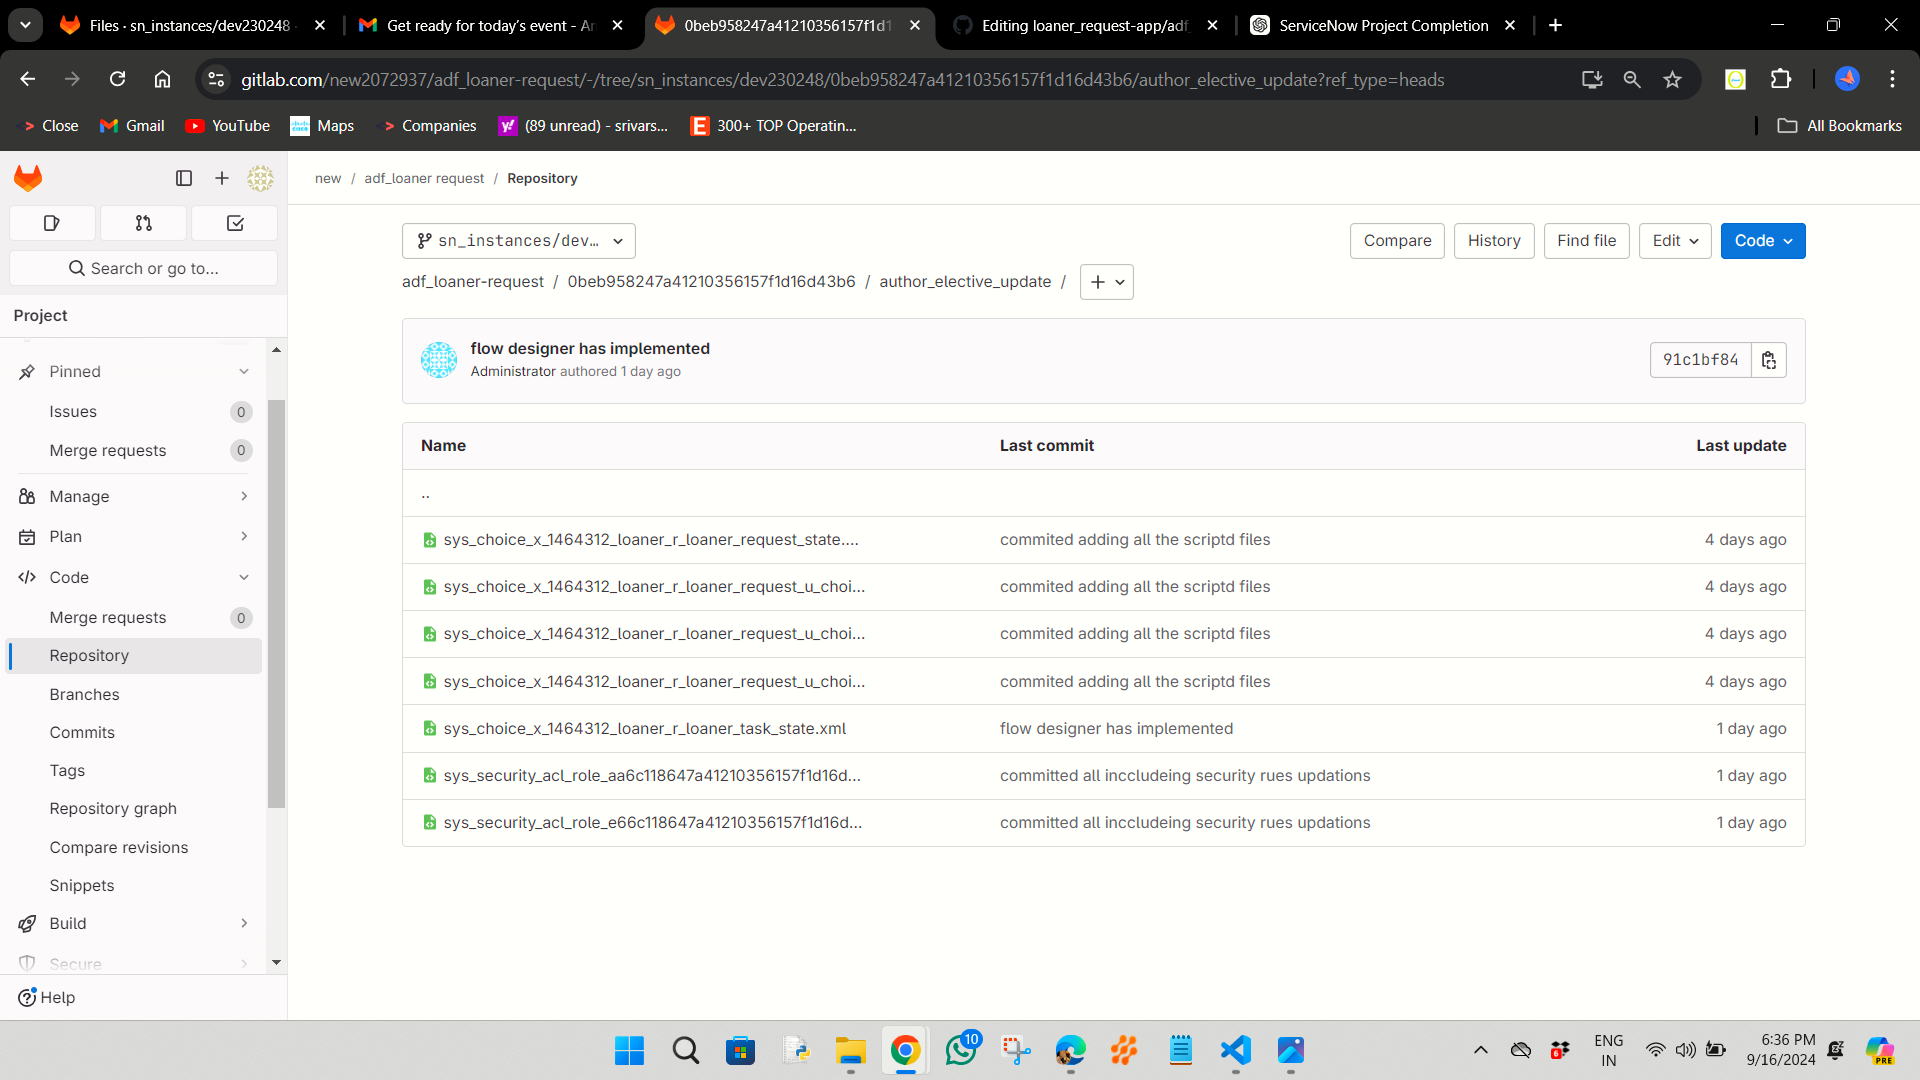 Files · sn_instances/dev230248
Get ready for today's event - An
0beb958247a41210356157f1d1
Editing loaner_request-app/adf_
ServiceNow Project Completion
gitlab.com/new2072937/adf_loaner-request/-/tree/sn_instances/dev230248/0beb958247a41210356157f1d16d43b6/author_elective_update?ref_type=heads
Close
Gmail
YouTube
Maps
Companies
(89 unread) - srivars...
300+ TOP Operatin...
All Bookmarks
new / adf_loaner request / Repository
Search or go to...
Project
Pinned
Issues 0
Merge requests 0
Manage
Plan
Code
Merge requests 0
Repository
Branches
Commits
Tags
Repository graph
Compare revisions
Snippets
Build
Secure
Help
sn_instances/dev…
Compare
History
Find file
Edit
Code
adf_loaner-request / 0beb958247a41210356157f1d16d43b6 / author_elective_update /
flow designer has implemented
Administrator authored 1 day ago
91c1bf84
Name Last commit Last update
..
sys_choice_x_1464312_loaner_r_loaner_request_state.... commited adding all the scriptd files 4 days ago
sys_choice_x_1464312_loaner_r_loaner_request_u_choi... commited adding all the scriptd files 4 days ago
sys_choice_x_1464312_loaner_r_loaner_request_u_choi... commited adding all the scriptd files 4 days ago
sys_choice_x_1464312_loaner_r_loaner_request_u_choi... commited adding all the scriptd files 4 days ago
sys_choice_x_1464312_loaner_r_loaner_task_state.xml flow designer has implemented 1 day ago
sys_security_acl_role_aa6c118647a41210356157f1d16d... committed all inccludeing security rues updations 1 day ago
sys_security_acl_role_e66c118647a41210356157f1d16d... committed all inccludeing security rues updations 1 day ago
10
6
ENG
IN
6:36 PM
9/16/2024
PRE